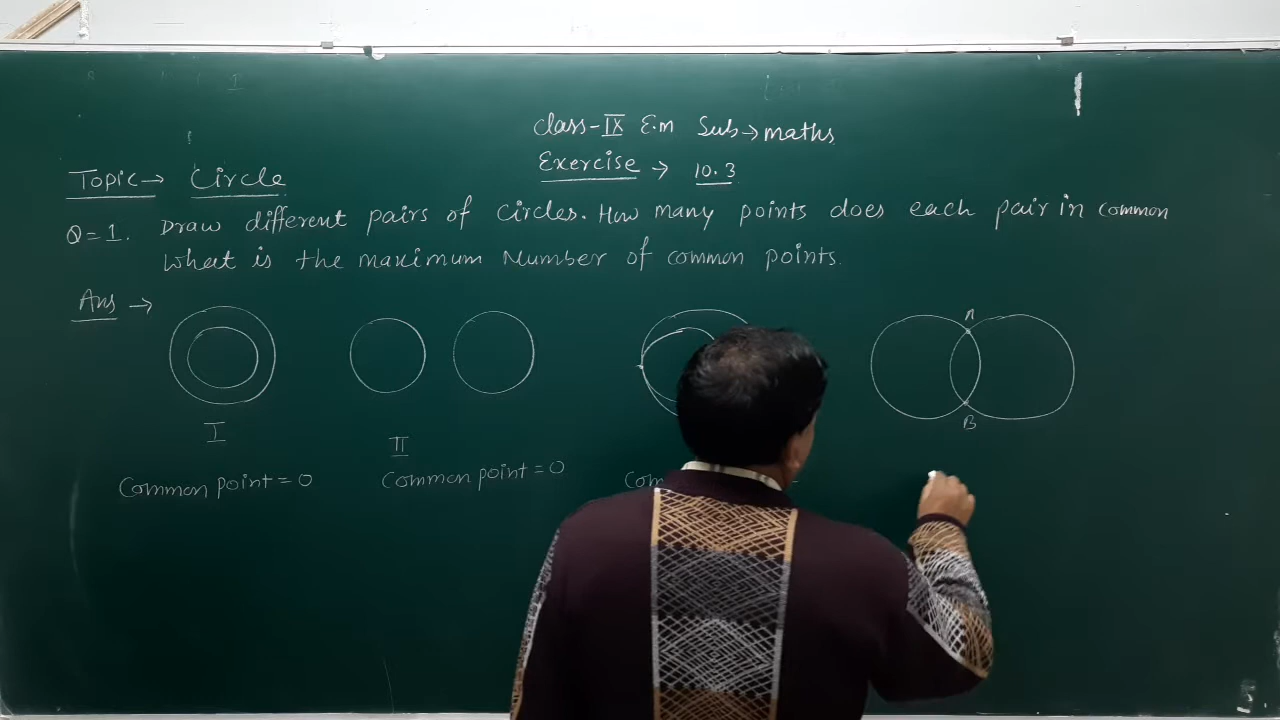 Class-IX E.m Sub→maths
Exercise → 10.3
Topic→ Circle
Q=1. Draw different pairs of circles. How many points does each pair in common
What is the maximum Number of common points.
Ans →
A
B
I
II
Common point = 0
Common point = 0
Com